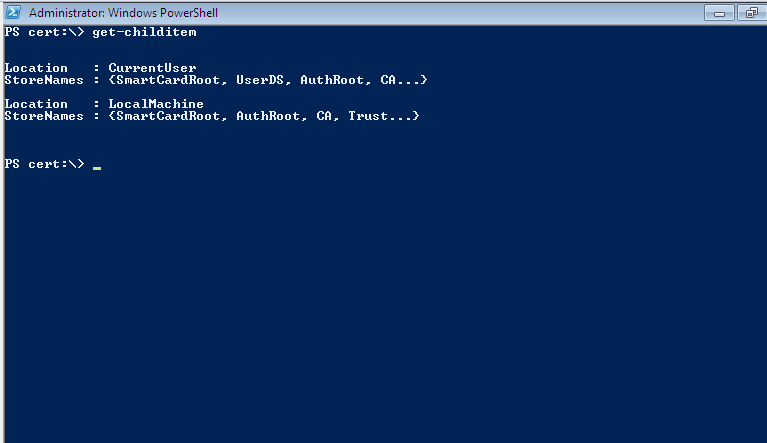 Administrator: Windows PowerShell
PS cert:\> get-childitem
Location   : CurrentUser
StoreNames : {SmartCardRoot, UserDS, AuthRoot, CA...}
Location   : LocalMachine
StoreNames : {SmartCardRoot, AuthRoot, CA, Trust...}
PS cert:\> _